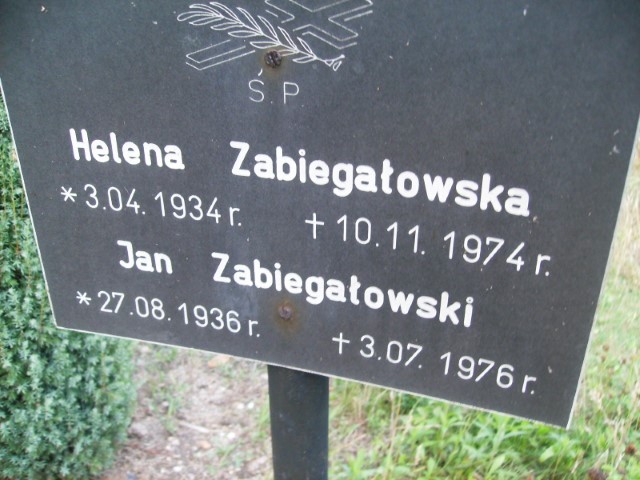 Ś. P
Helena Zabiegałowska
* 3.04. 1934 r. † 10.11. 1974 r.
Jan Zabiegałowski
* 27.08. 1936 r. † 3.07. 1976 r.